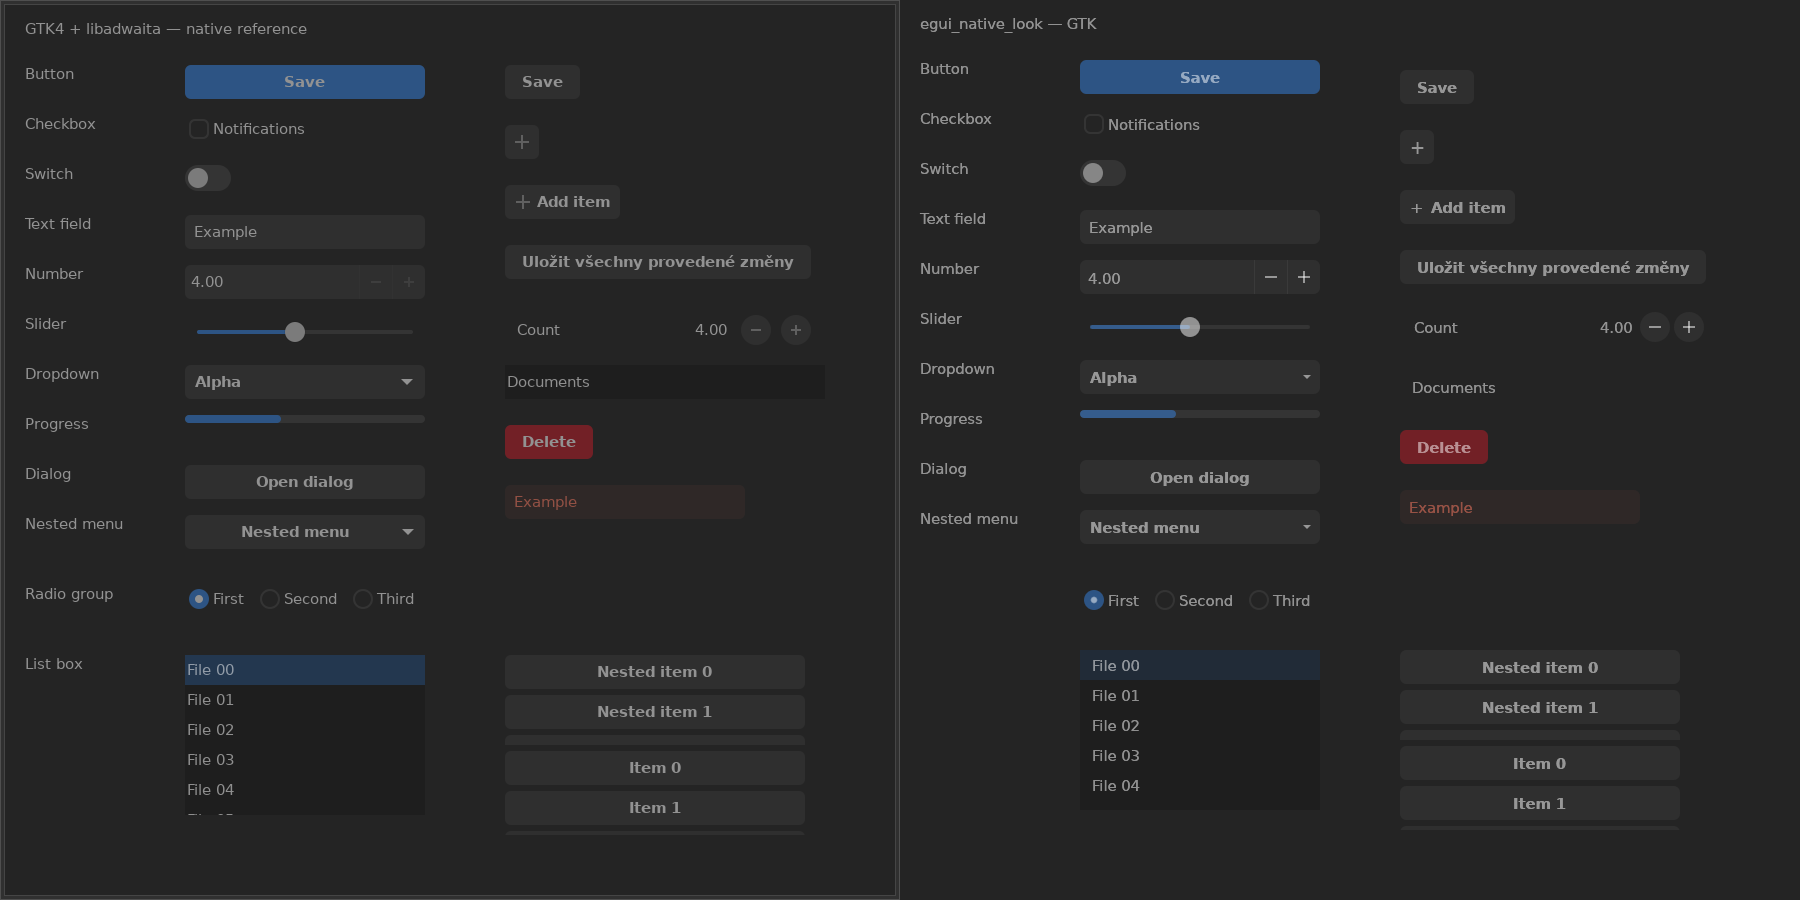 GTK4 + libadwaita — native reference
Button
Save
Save
Checkbox
Notifications
+
Switch
+ Add item
Text field
Example
Uložit všechny provedené změny
Number
4.00 − +
Slider
Count 4.00 − +
Dropdown
Alpha
Documents
Progress
Delete
Dialog
Open dialog
Example
Nested menu
Nested menu
Radio group
First Second Third
List box
File 00
File 01
File 02
File 03
File 04
Nested item 0
Nested item 1
Item 0
Item 1
egui_native_look — GTK
Button
Save
Save
Checkbox
Notifications
+
Switch
+ Add item
Text field
Example
Uložit všechny provedené změny
Number
4.00 − +
Slider
Count 4.00 − +
Dropdown
Alpha
Documents
Progress
Delete
Dialog
Open dialog
Example
Nested menu
Nested menu
First Second Third
File 00
File 01
File 02
File 03
File 04
Nested item 0
Nested item 1
Item 0
Item 1